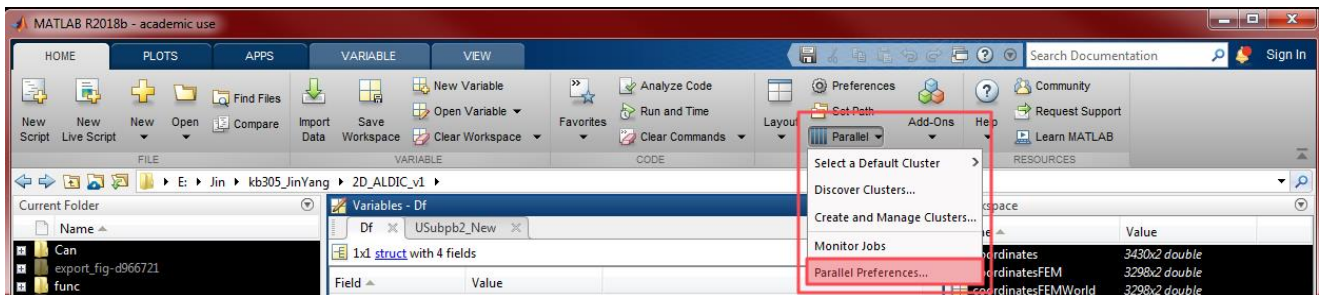 MATLAB R2018b - academic use
HOME PLOTS APPS VARIABLE VIEW Search Documentation Sign In
New Script New Live Script New Open Find Files Compare Import Data Save Workspace New Variable Open Variable Clear Workspace Favorites Analyze Code Run and Time Clear Commands Layout Preferences Set Path Parallel Add-Ons Help Community Request Support Learn MATLAB
FILE VARIABLE CODE RESOURCES
E: Jin kb305_JinYang 2D_ALDIC_v1
Select a Default Cluster
Discover Clusters...
Create and Manage Clusters...
Monitor Jobs
Parallel Preferences...
Current Folder
Name
Can
export_fig-d966721
func
Variables - Df
Df USubpb2_New
1x1 struct with 4 fields
Field Value
Value
3430x2 double
3298x2 double
coordinatesFEMWorld 3298x2 double